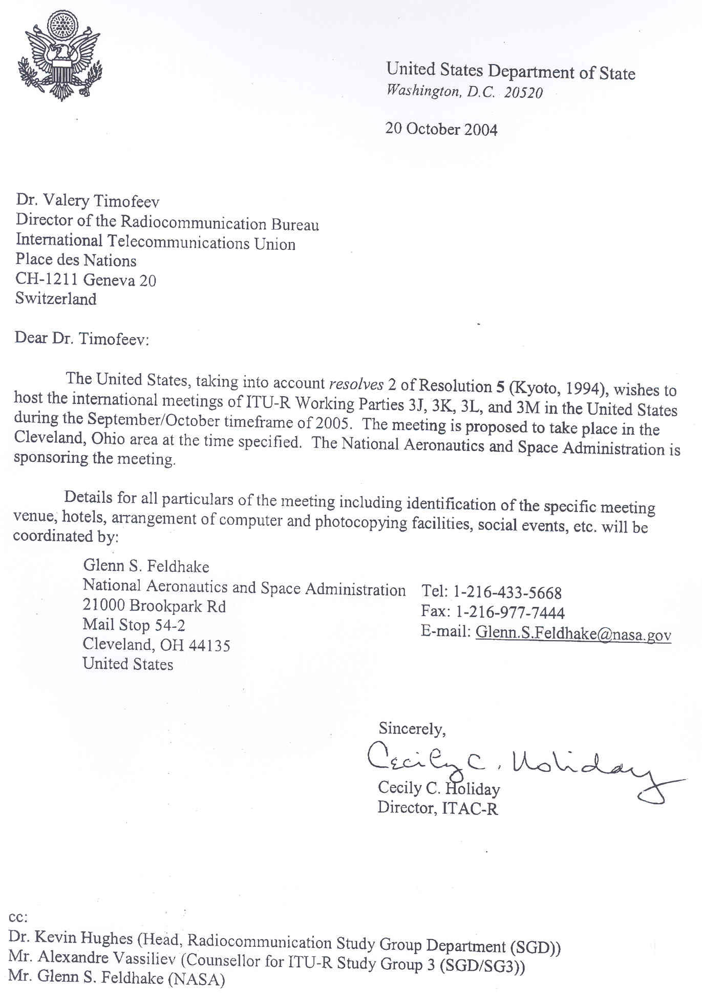 United States Department of State
Washington, D.C. 20520
20 October 2004
Dr. Valery Timofeev
Director of the Radiocommunication Bureau
International Telecommunications Union
Place des Nations
CH-1211 Geneva 20
Switzerland
Dear Dr. Timofeev:
The United States, taking into account resolves 2 of Resolution 5 (Kyoto, 1994), wishes to
host the international meetings of ITU-R Working Parties 3J, 3K, 3L, and 3M in the United States
during the September/October timeframe of 2005. The meeting is proposed to take place in the
Cleveland, Ohio area at the time specified. The National Aeronautics and Space Administration is
sponsoring the meeting.
Details for all particulars of the meeting including identification of the specific meeting
venue, hotels, arrangement of computer and photocopying facilities, social events, etc. will be
coordinated by:
Glenn S. Feldhake
National Aeronautics and Space Administration Tel: 1-216-433-5668
21000 Brookpark Rd Fax: 1-216-977-7444
Mail Stop 54-2 E-mail: Glenn.S.Feldhake@nasa.gov
Cleveland, OH 44135
United States
Sincerely,
Cecily C. Holiday
Cecily C. Holiday
Director, ITAC-R
cc:
Dr. Kevin Hughes (Head, Radiocommunication Study Group Department (SGD))
Mr. Alexandre Vassiliev (Counsellor for ITU-R Study Group 3 (SGD/SG3))
Mr. Glenn S. Feldhake (NASA)